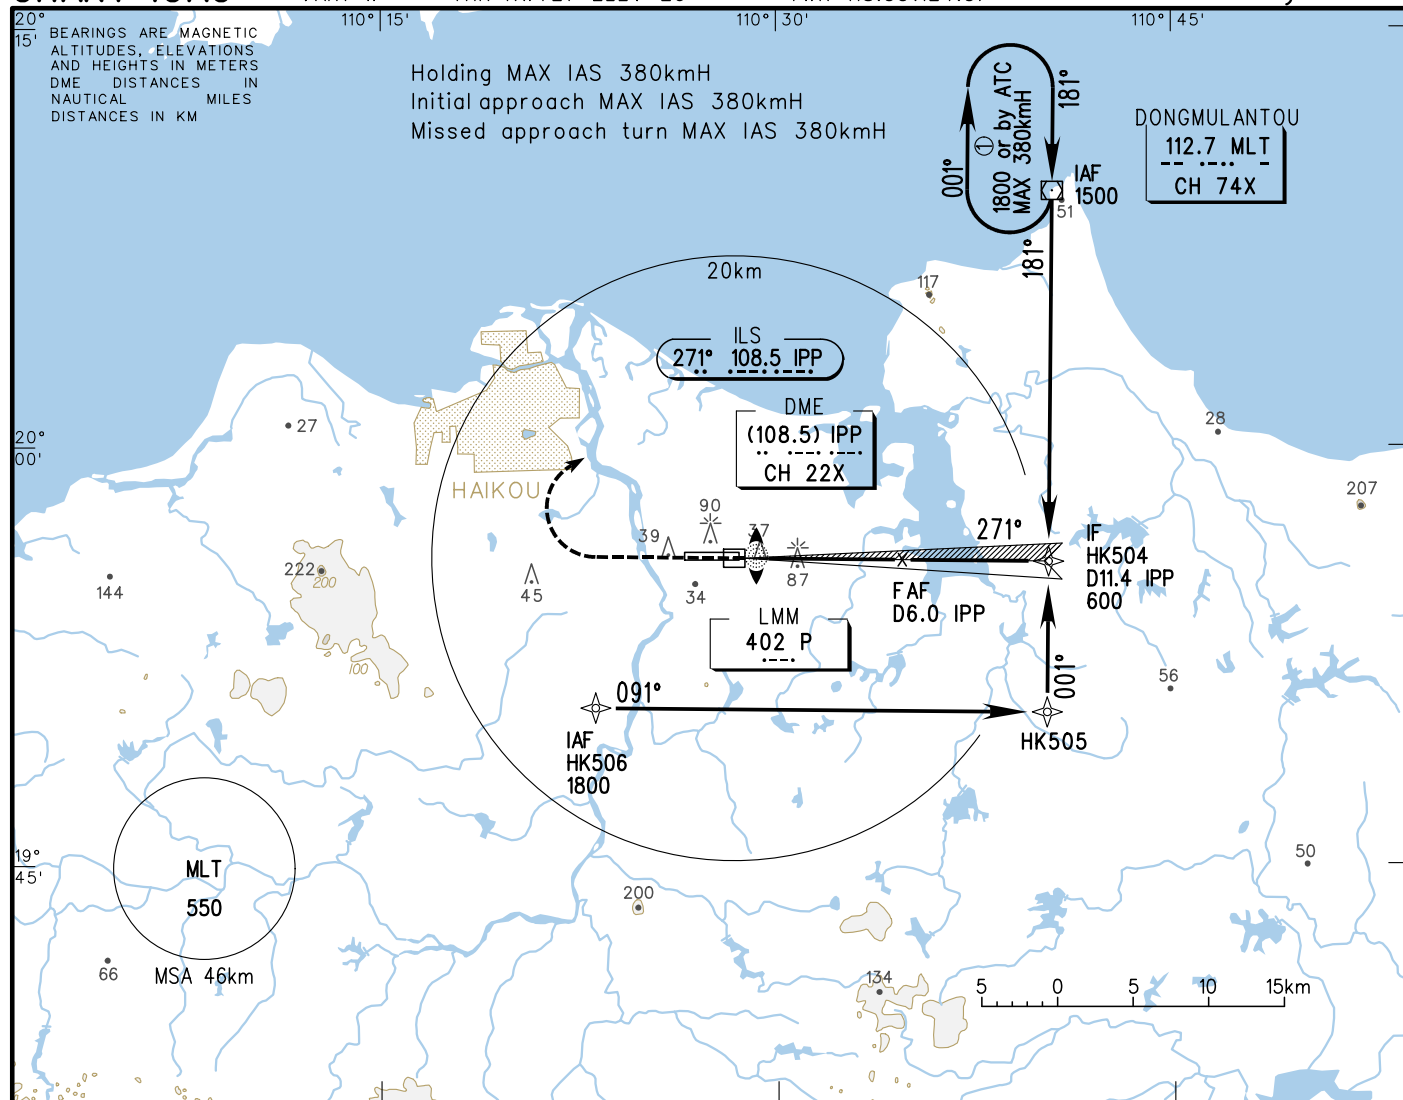 20°
15'
110° 15'
110° 30'
110° 45'
BEARINGS ARE MAGNETIC
ALTITUDES, ELEVATIONS
AND HEIGHTS IN METERS
DME DISTANCES IN
NAUTICAL MILES
DISTANCES IN KM
Holding MAX IAS 380kmH
Initial approach MAX IAS 380kmH
Missed approach turn MAX IAS 380kmH
001°
①
1800 or by ATC
MAX 380kmH
181°
DONGMULANTOU
112.7 MLT
CH 74X
IAF
1500
51
181°
20km
117
ILS
271° 108.5 IPP
DME
(108.5) IPP
CH 22X
27
28
20°
00'
HAIKOU
207
90
39
37
87
271°
IF
HK504
D11.4 IPP
600
222
200
144
45
34
FAF
D6.0 IPP
LMM
402 P
100
56
001°
091°
HK505
IAF
HK506
1800
19°
45'
MLT
550
MSA 46km
50
200
66
134
5 0 5 10 15km